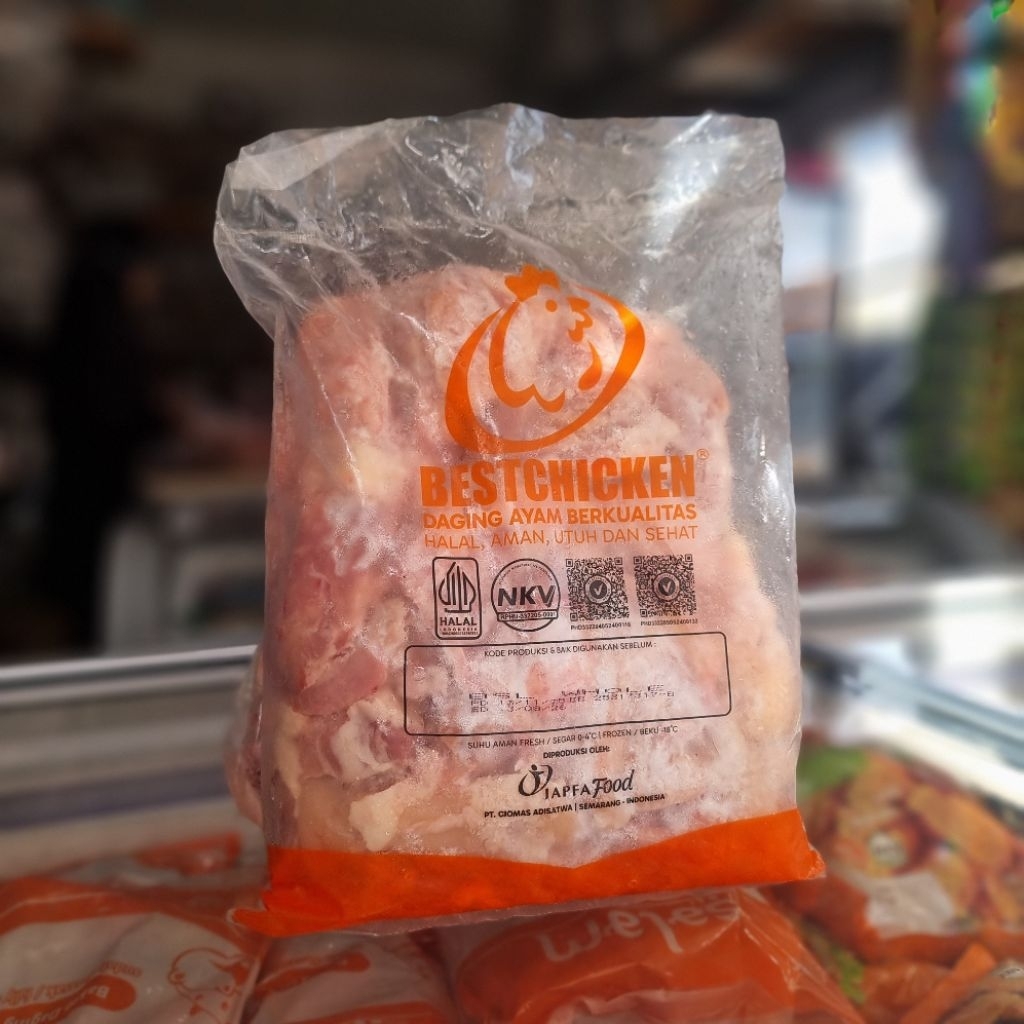 BESTCHICKEN®
DAGING AYAM BERKUALITAS
HALAL, AMAN, UTUH DAN SEHAT
HALAL
INDONESIA
NKV
KODE PRODUKSI & BAIK DIGUNAKAN SEBELUM :
SUHU AMAN FRESH / SEGAR 0-4°C | FROZEN / BEKU -18°C
DIPRODUKSI OLEH:
JAPFA Food
PT. CIOMAS ADISATWA | SEMARANG - INDONESIA